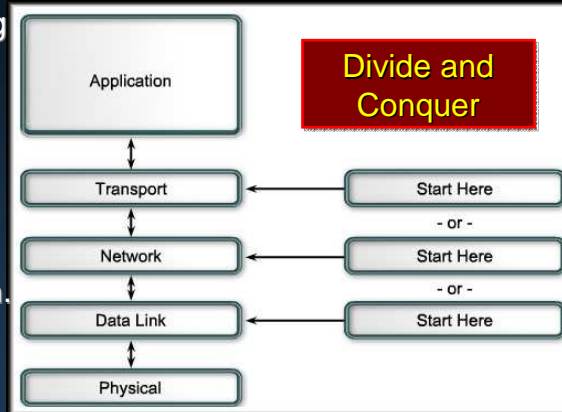 Divide and
Conquer
Application
Transport
Start Here
- or -
Network
Start Here
- or -
Data Link
Start Here
Physical